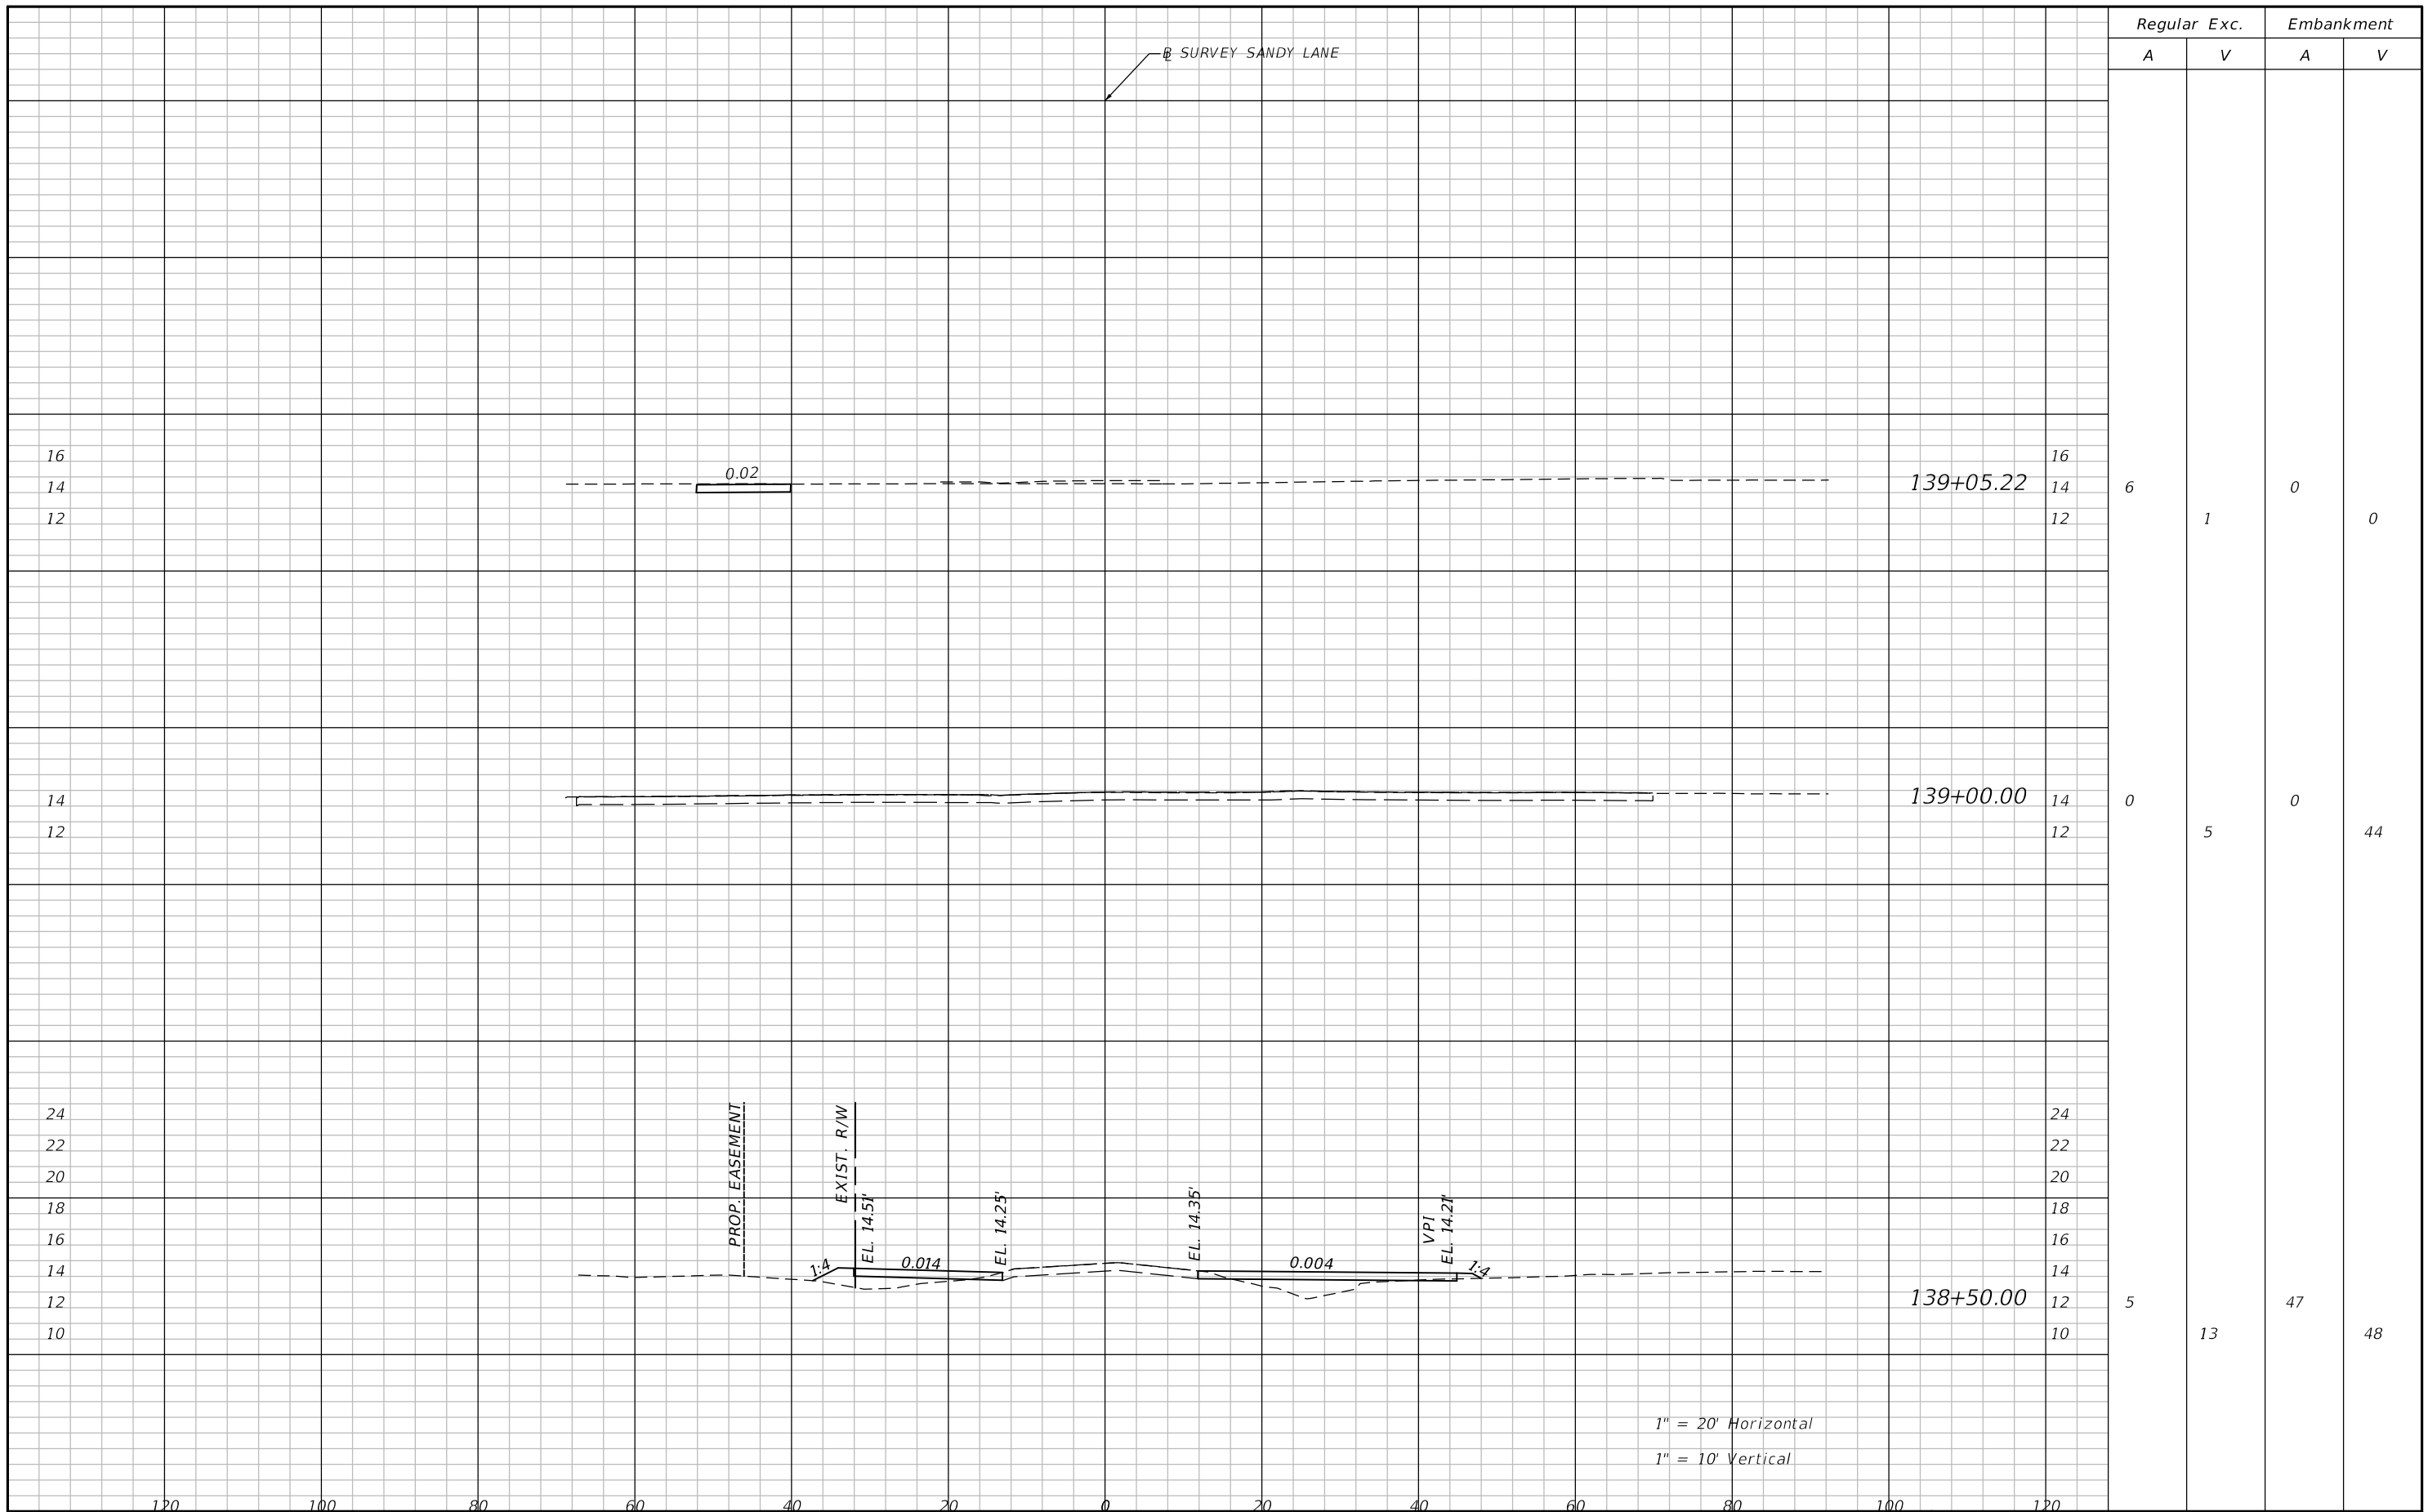 Regular Exc. Embankment
A V A V
℄ SURVEY SANDY LANE
16 16
0.02
14 139+05.22 14 6 0
12 12 1 0
14 139+00.00 14 0 0
12 12 5 44
24 24
22 22
20 20
18 18
16 16
14 14
12 138+50.00 12 5 47
10 10 13 48
PROP. EASEMENT
EXIST. R/W
EL. 14.51'
EL. 14.25'
EL. 14.35'
VPI
EL. 14.21'
1:4 0.014 0.004 1:4
1" = 20' Horizontal
1" = 10' Vertical
120 100 80 60 40 20 0 20 40 60 80 100 120